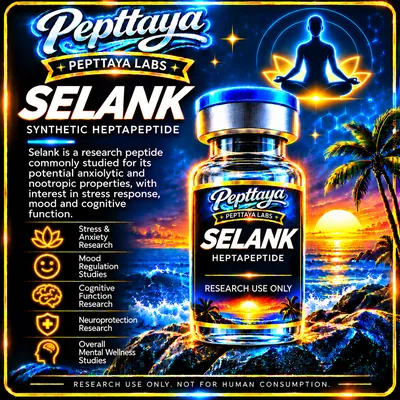 Pepttaya
PEPTTAYA LABS
SELANK
SYNTHETIC HEPTAPEPTIDE
Selank is a research peptide
commonly studied for its
potential anxiolytic and
nootropic properties, with
interest in stress response,
mood and cognitive
function.
Stress &
Anxiety
Research
Mood
Regulation
Studies
Cognitive
Function
Research
Neuroprotection
Research
Overall
Mental Wellness
Studies
Pepttaya
PEPTTAYA LABS
SELANK
HEPTAPEPTIDE
RESEARCH USE ONLY
RESEARCH USE ONLY. NOT FOR HUMAN CONSUMPTION.